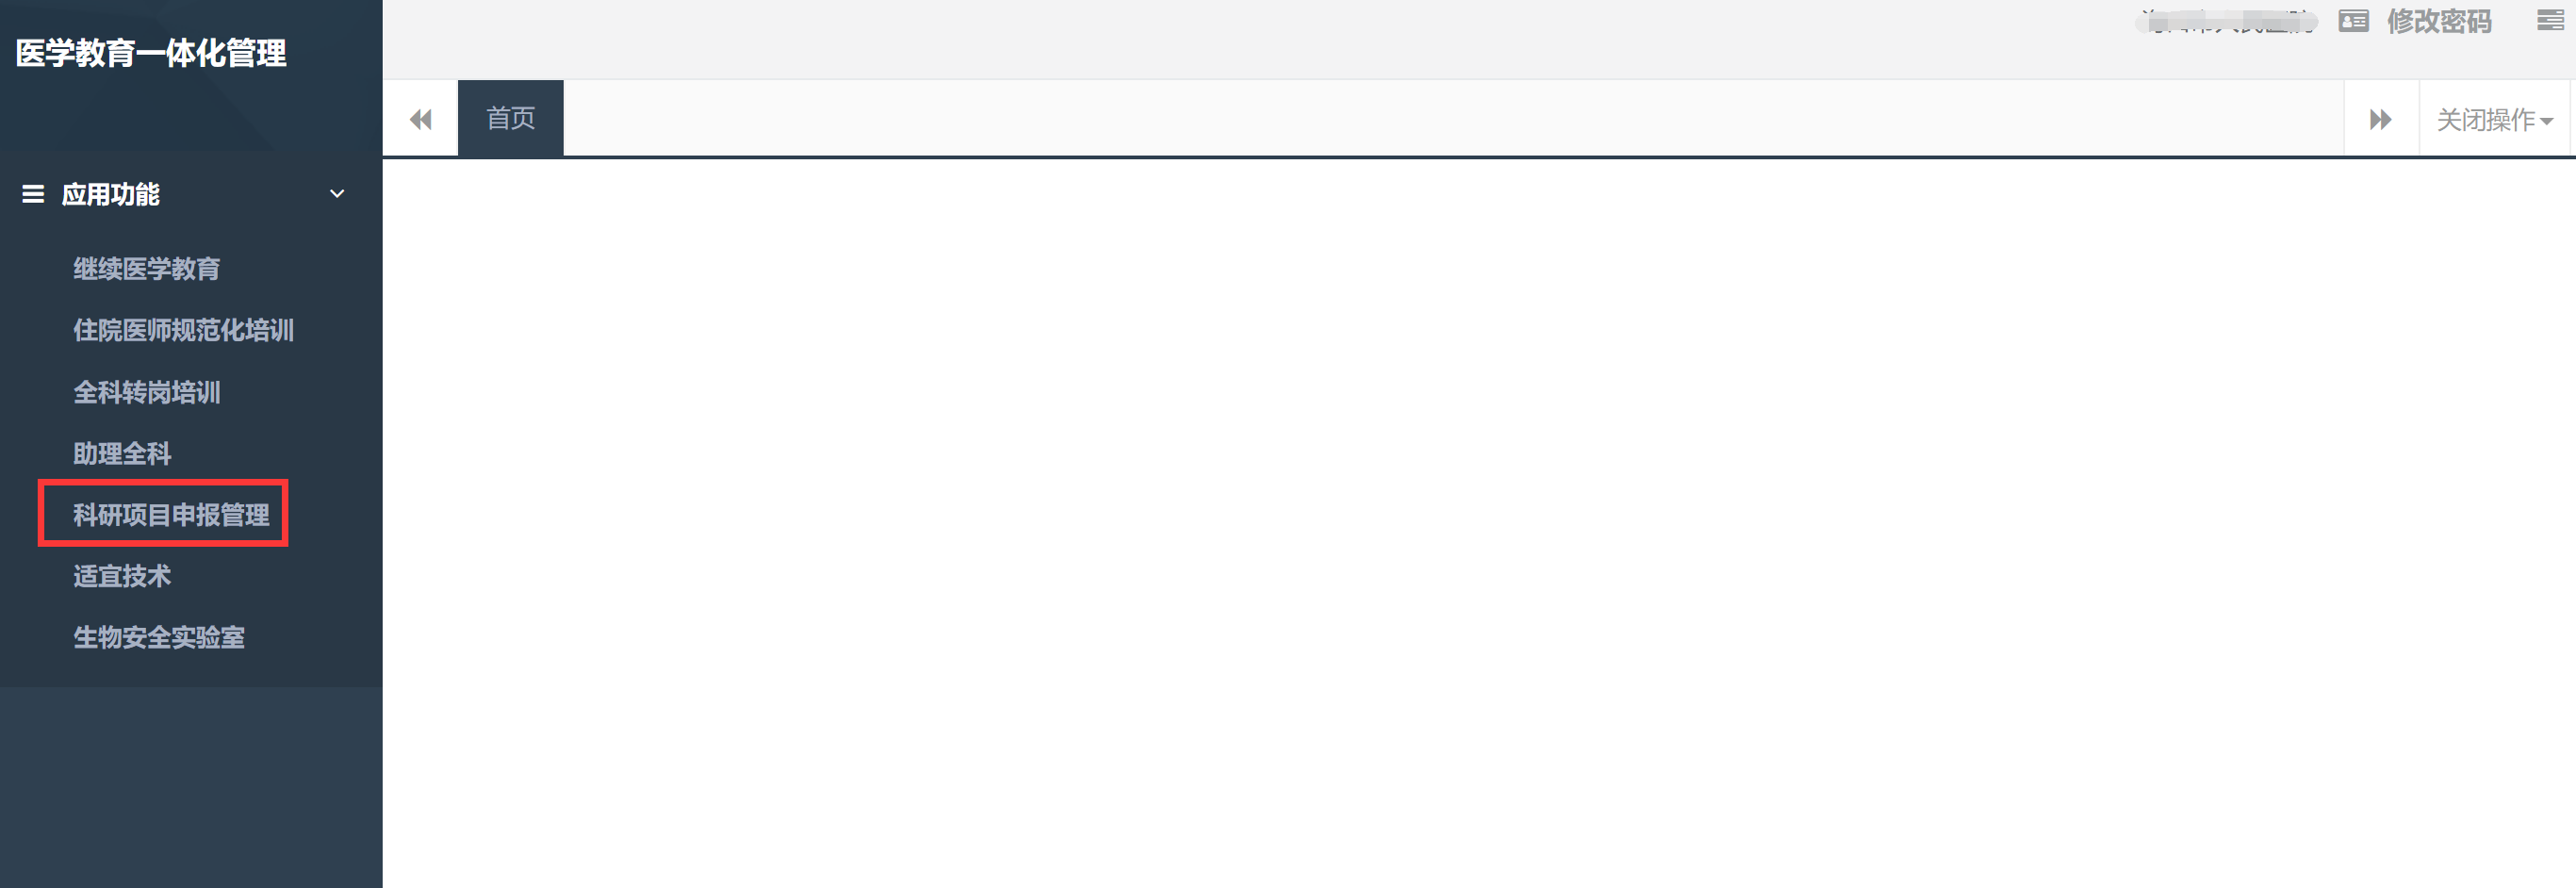 医学教育一体化管理
修改密码
首页
关闭操作
应用功能
继续医学教育
住院医师规范化培训
全科转岗培训
助理全科
科研项目申报管理
适宜技术
生物安全实验室